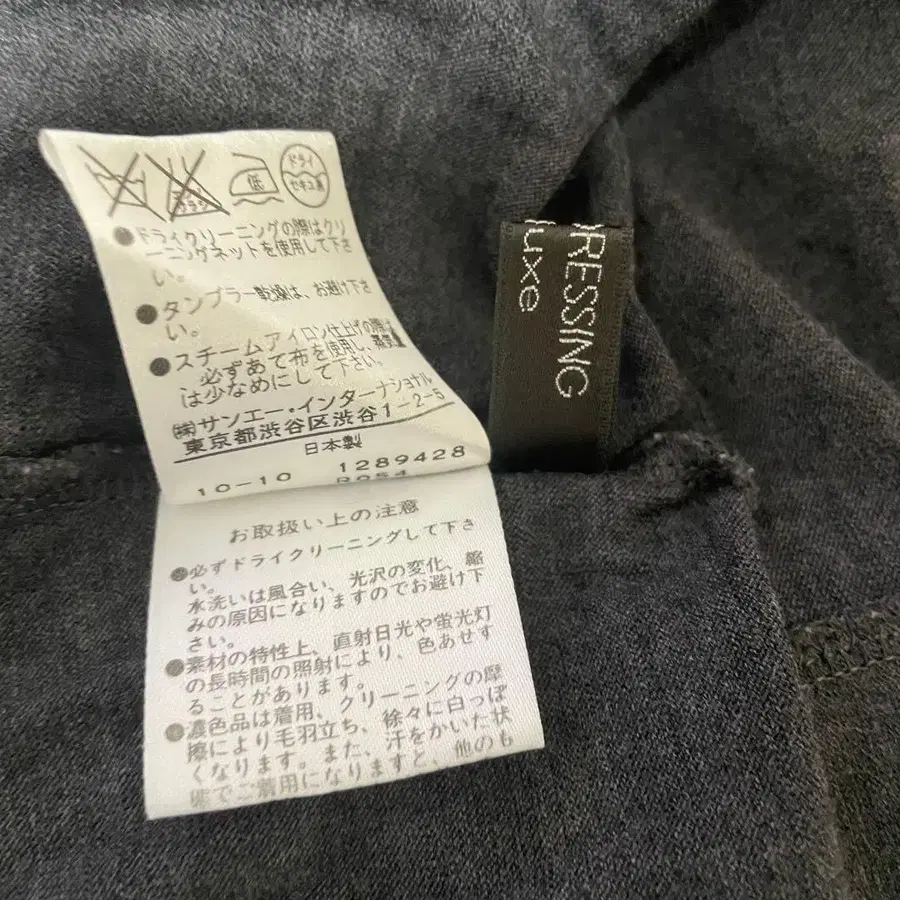 低
ドライ
セキユ系
●ドライクリーニングの際はクリ
ーニングネットを使用して下さ
い。
●タンブラー乾燥は、お避け下さ
い。
●スチームアイロン仕上げの際は
必ずあて布を使用し、蒸気量
は少なめにして下さい。
㈱サンエー・インターナショナル
東京都渋谷区渋谷1-2-5
日本製
10-10 1289428
お取扱い上の注意
●必ずドライクリーニングして下さ
い。
水洗いは風合い、光沢の変化、縮
みの原因になりますのでお避け下
さい。
●素材の特性上、直射日光や蛍光灯
の長時間の照射により、色あせす
ることがあります。
●濃色品は着用、クリーニングの摩
擦により毛羽立ち、徐々に白っぽ
くなります。また、汗をかいた状
態でご着用になりますと、他のも
DRESSING
uxe